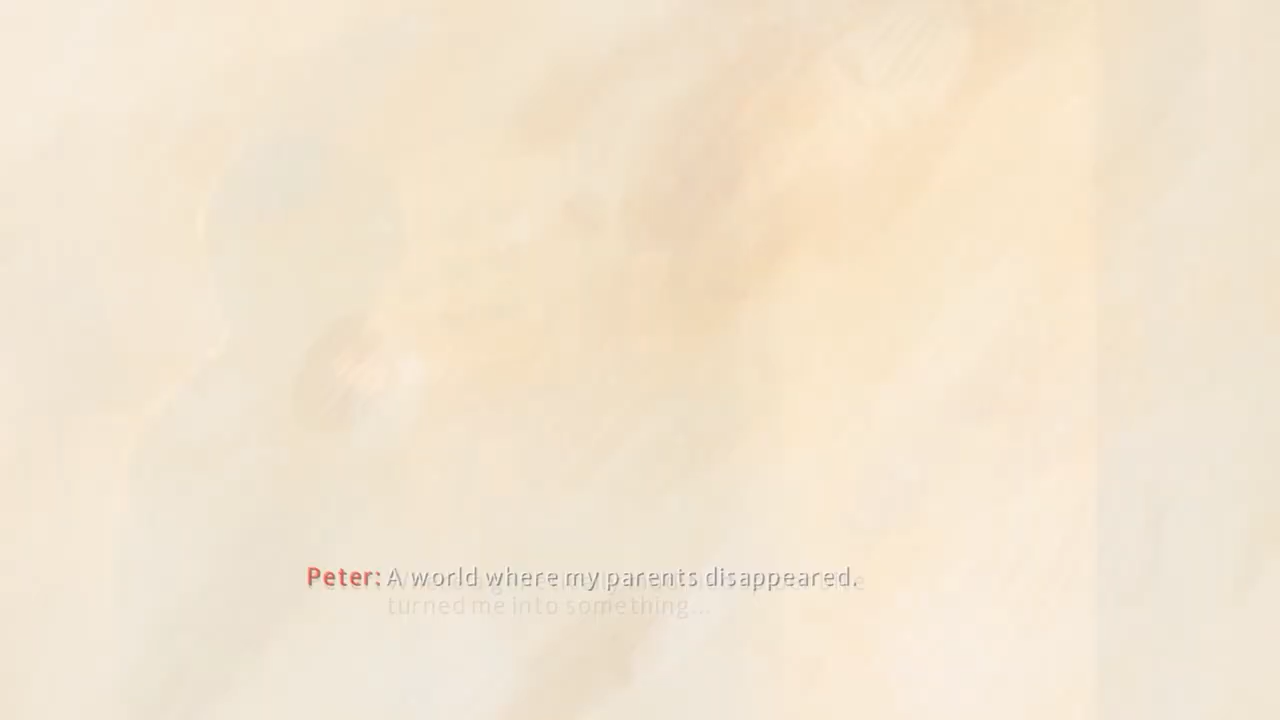 Peter: A world where my parents disappeared.
turned me into something...